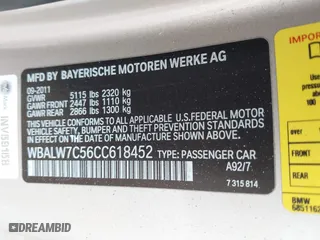 MFD BY BAYERISCHE MOTOREN WERKE AG
09-2011
GVWR 5115 lbs 2320 kg
GAWR FRONT 2447 lbs 1110 kg
GAWR REAR 2866 lbs 1300 kg
THIS VEHICLE CONFORMS TO ALL APPLICABLE
U.S. FEDERAL MOTOR VEHICLE SAFETY, BUMPER, AND
THEFT PREVENTION STANDARDS IN EFFECT ON THE
DATE OF MANUFACTURE SHOWN ABOVE.
WBALW7C56CC618452 TYPE: PASSENGER CAR
A92/7
7 315 814
IMPOR
FRONT
REAR
BMW
6851162
AutoBidMaster